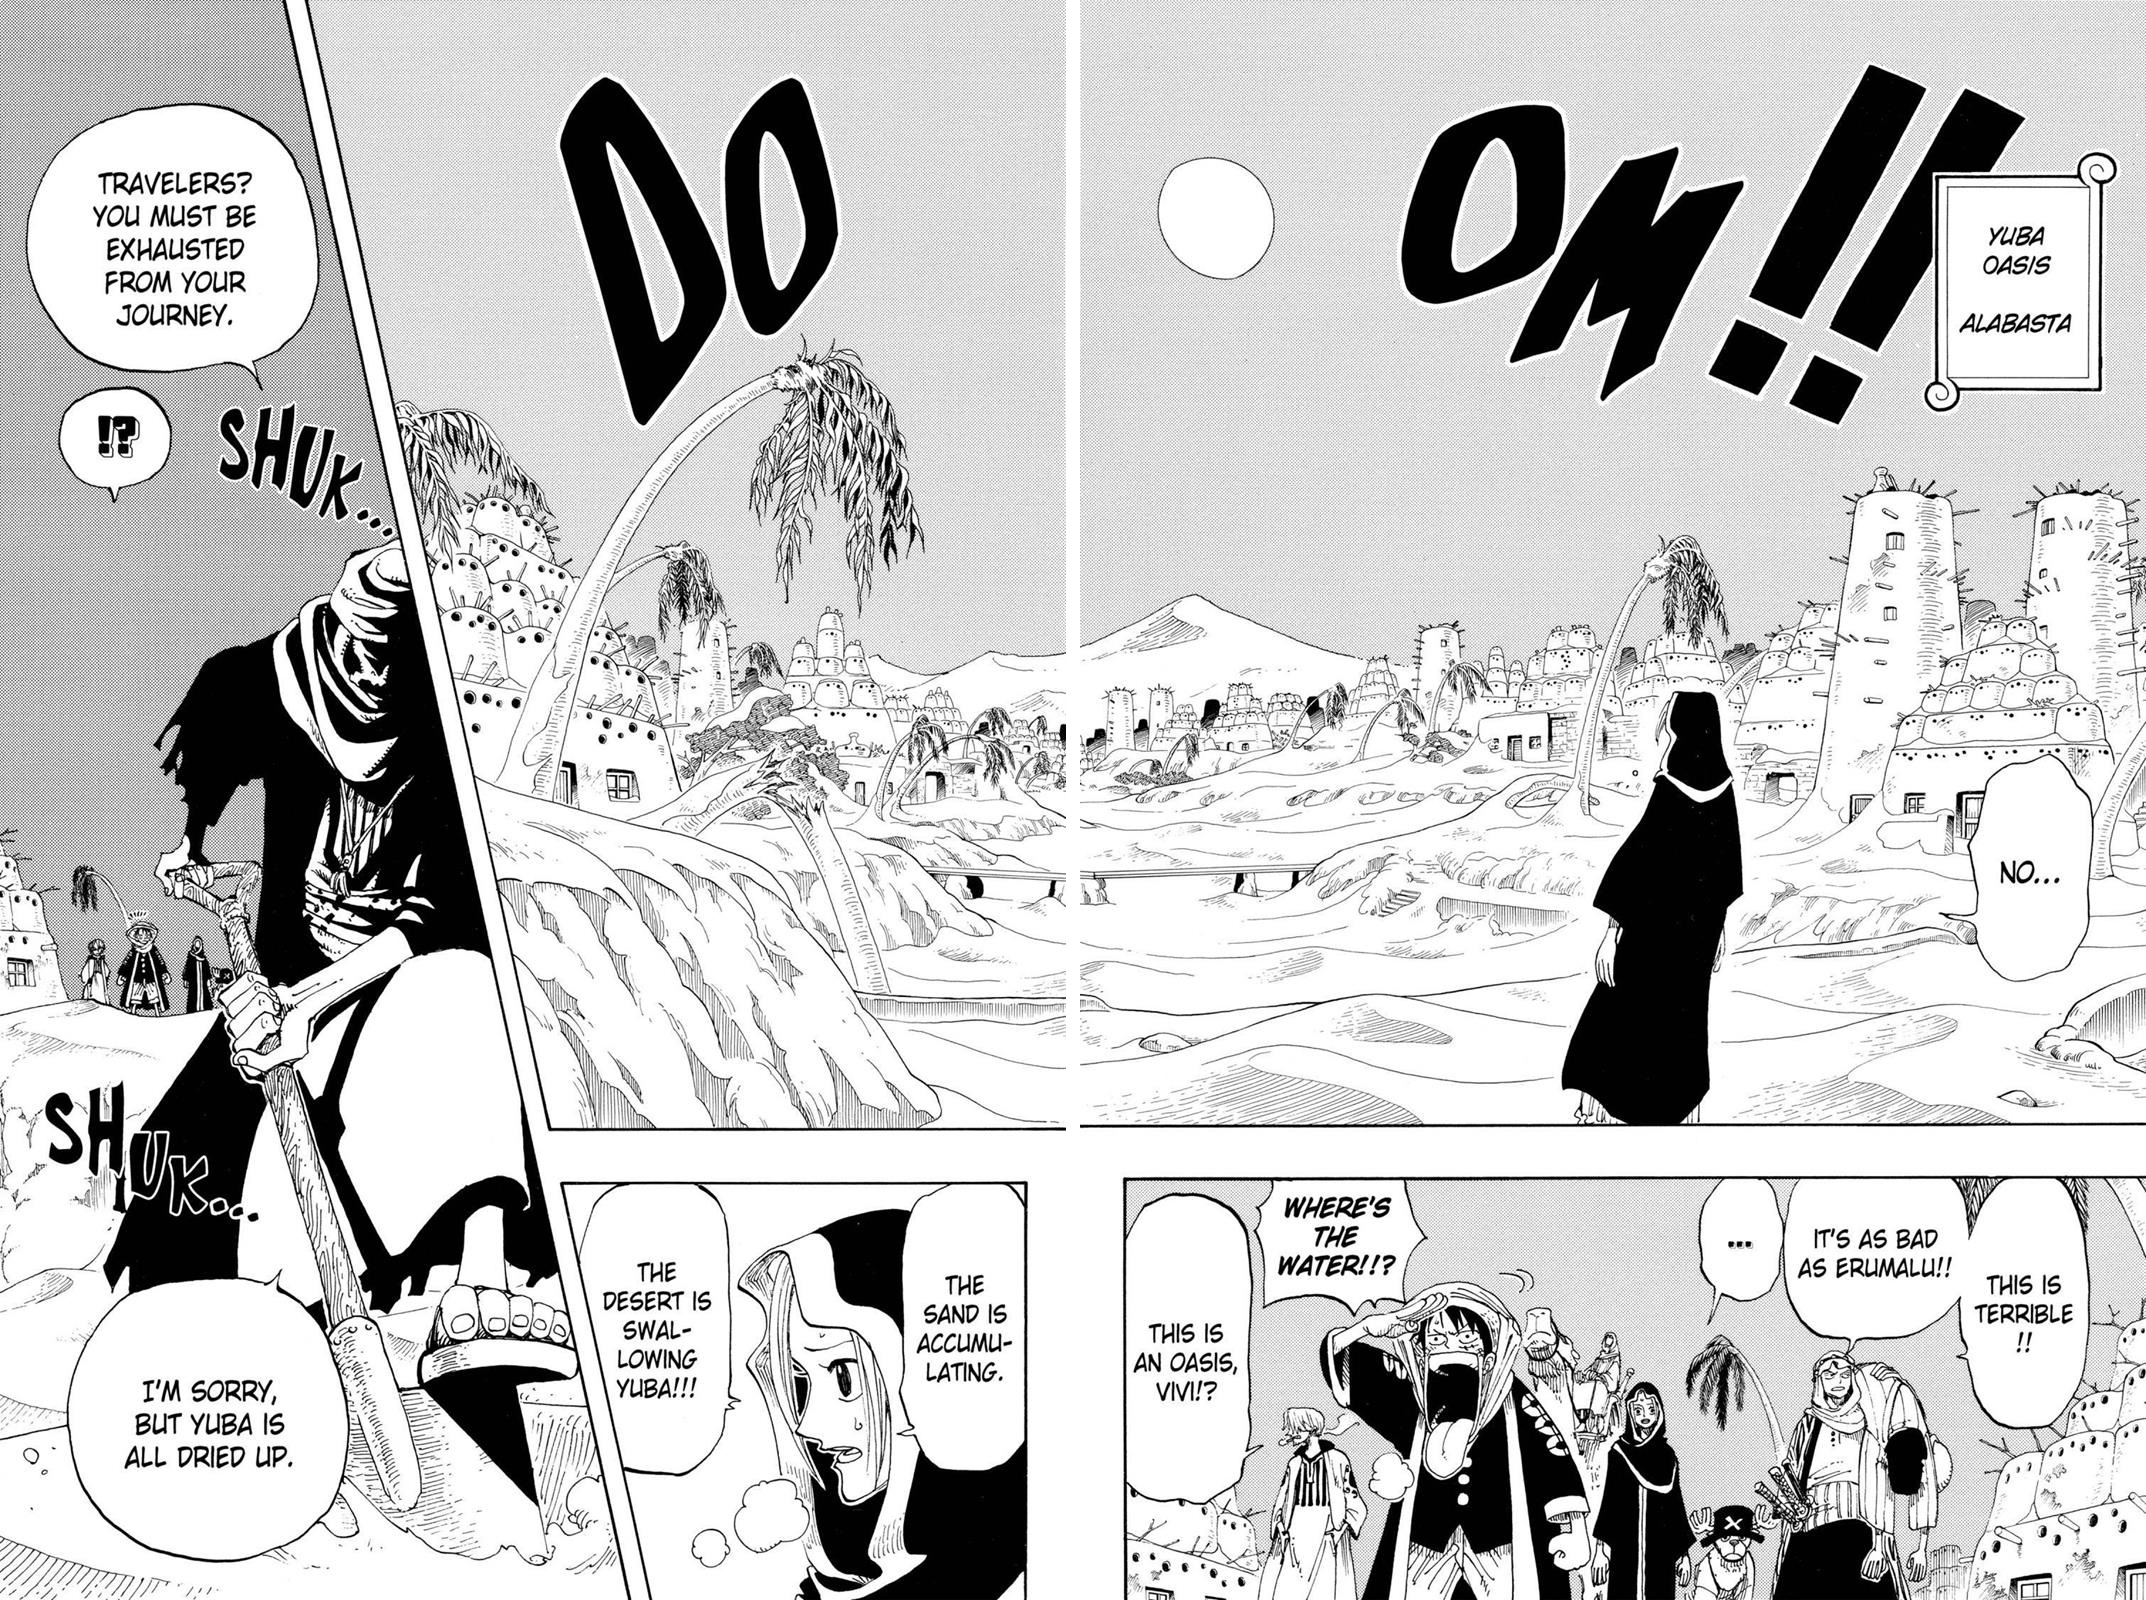 DO
OM!!
YUBA
OASIS
ALABASTA
NO...
THIS IS
TERRIBLE
!!
IT'S AS BAD
AS ERUMALU!!
...
WHERE'S
THE
WATER!!?
THIS IS
AN OASIS,
VIVI!?
THE
SAND IS
ACCUMU-
LATING.
THE
DESERT IS
SWAL-
LOWING
YUBA!!!
TRAVELERS?
YOU MUST BE
EXHAUSTED
FROM YOUR
JOURNEY.
!?
SHUK...
SHUK...
I'M SORRY,
BUT YUBA IS
ALL DRIED UP.